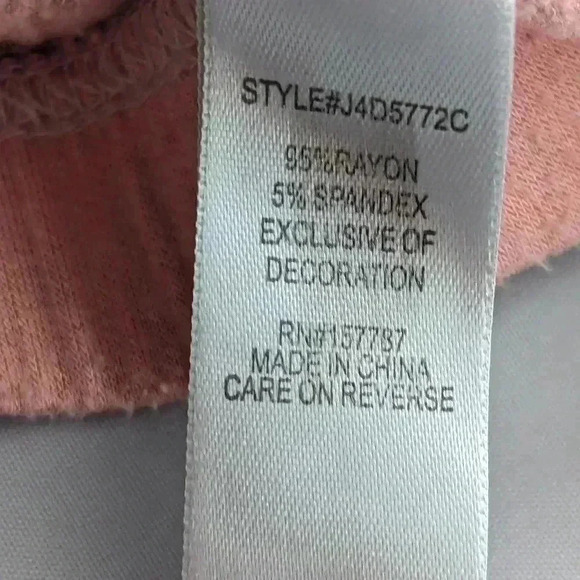 STYLE#J4D5772C
95%RAYON
5% SPANDEX
EXCLUSIVE OF
DECORATION
RN#157787
MADE IN CHINA
CARE ON REVERSE